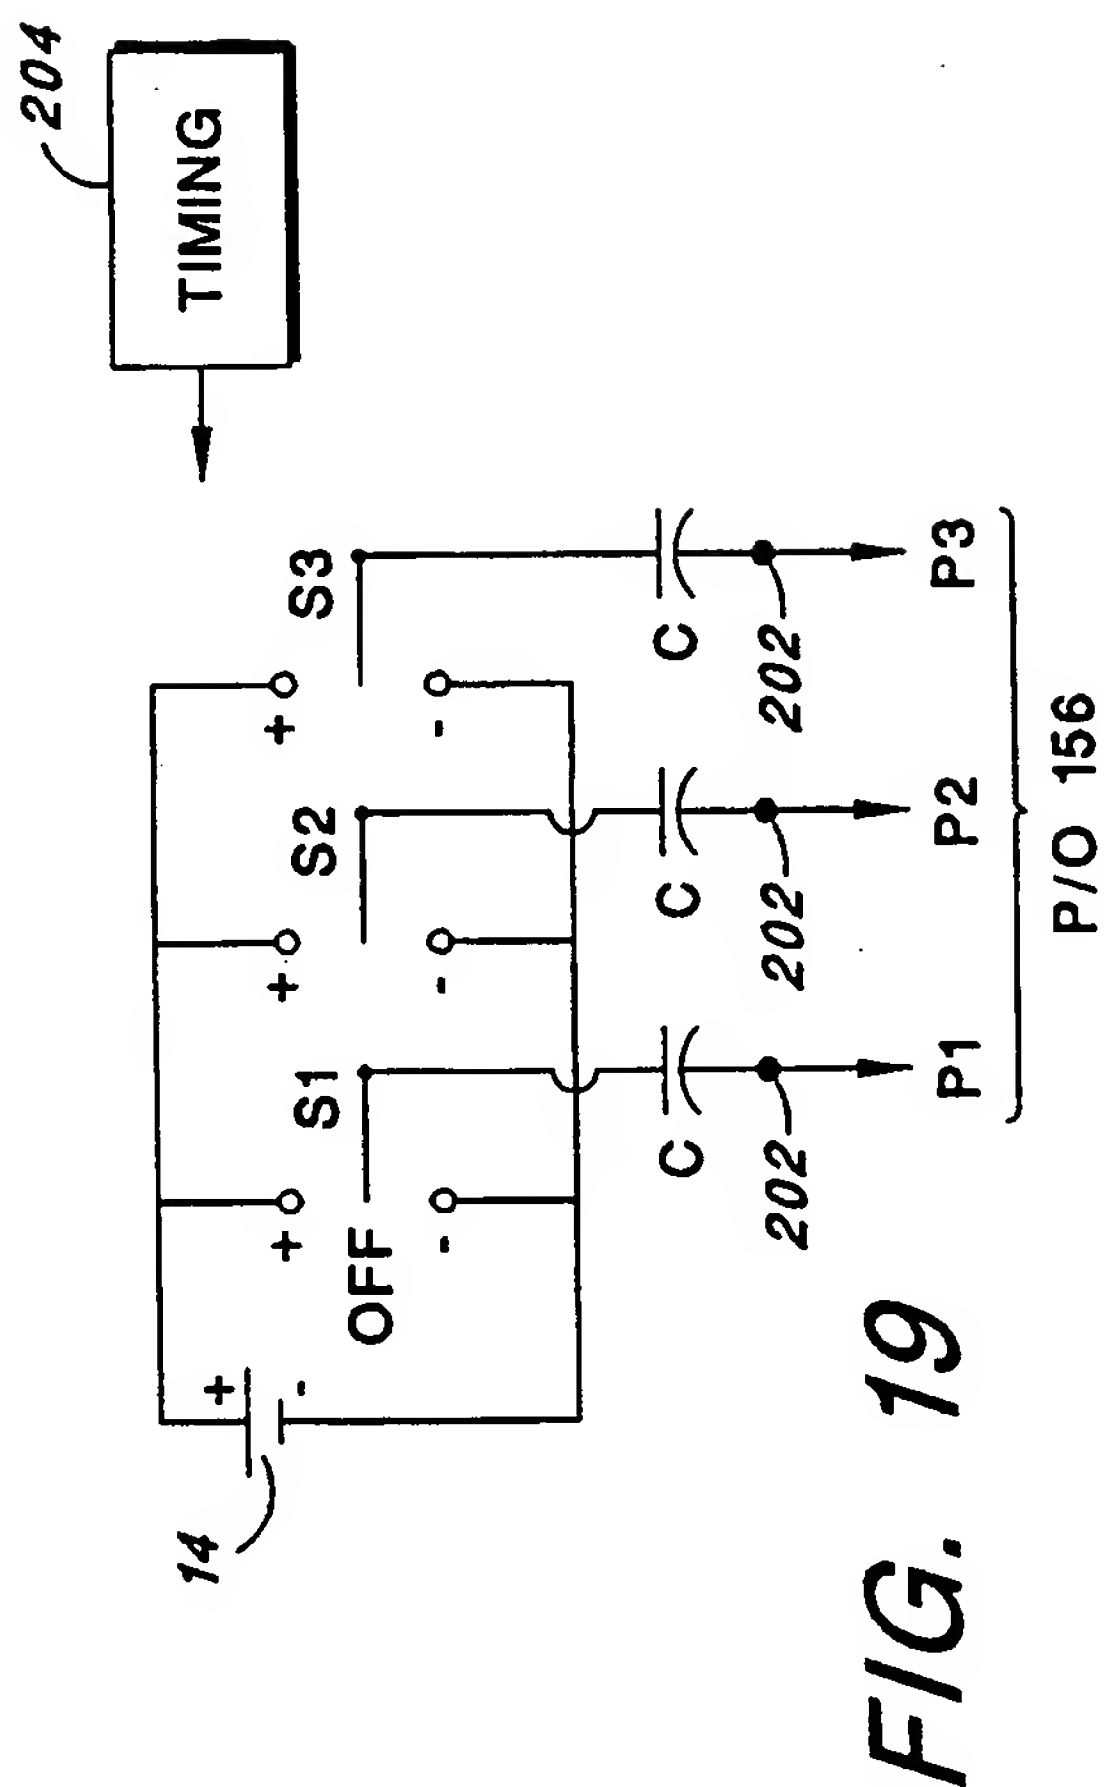 204
TIMING
14
+
-
OFF
+
-
S1
+
-
S2
+
-
S3
C
C
C
202
202
202
P1
P2
P3
P/O 156
FIG. 19